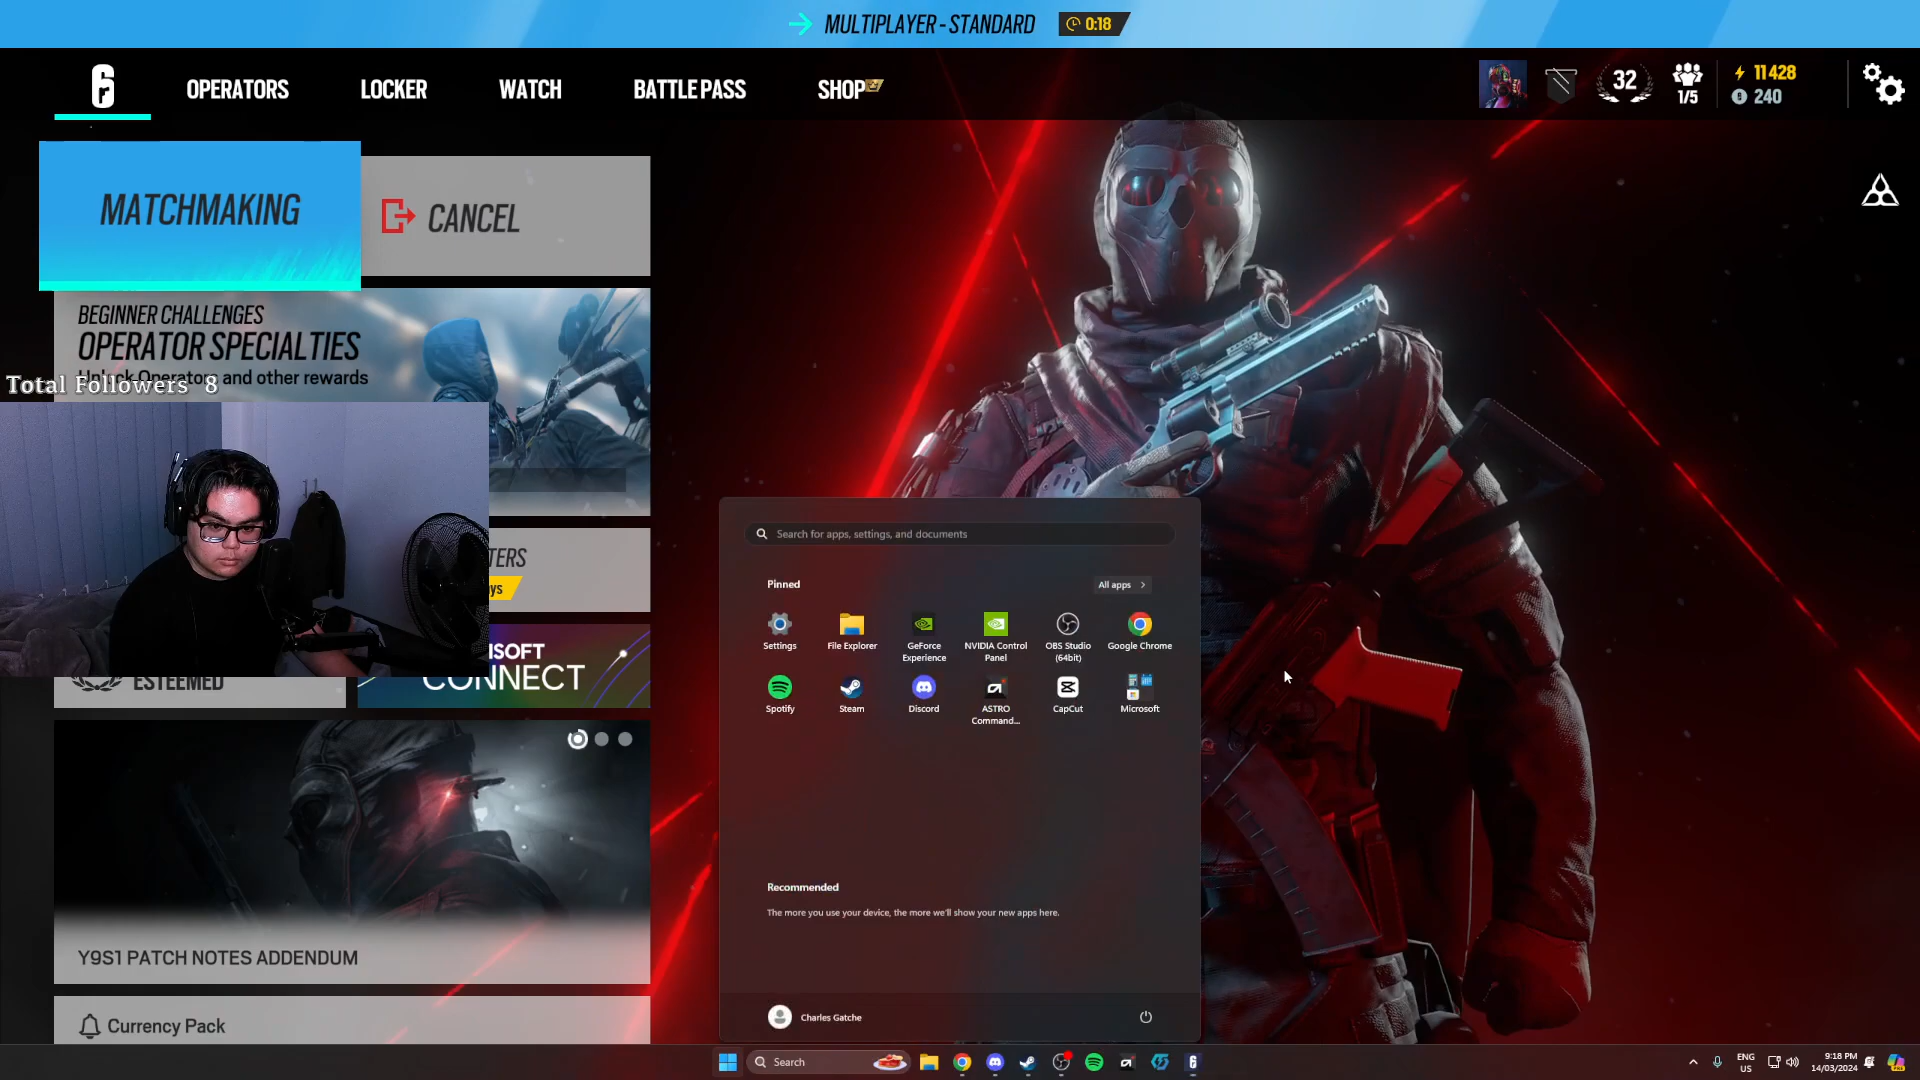 MULTIPLAYER - STANDARD
0:18
OPERATORS
LOCKER
WATCH
BATTLE PASS
SHOP
32
1/5
11 428
240
MATCHMAKING
CANCEL
BEGINNER CHALLENGES
OPERATOR SPECIALTIES
Unlock Operators and other rewards
Total Followers 8
TERS
ys
ISOFT
CONNECT
ESTEEMED
Y9S1 PATCH NOTES ADDENDUM
Currency Pack
Search for apps, settings, and documents
Pinned
All apps
Settings
File Explorer
GeForce
Experience
NVIDIA Control
Panel
OBS Studio
(64bit)
Google Chrome
Spotify
Steam
Discord
ASTRO
Command...
CapCut
Microsoft
Recommended
The more you use your device, the more we'll show your new apps here.
Charles Gatche
Search
ENG
US
9:18 PM
14/03/2024